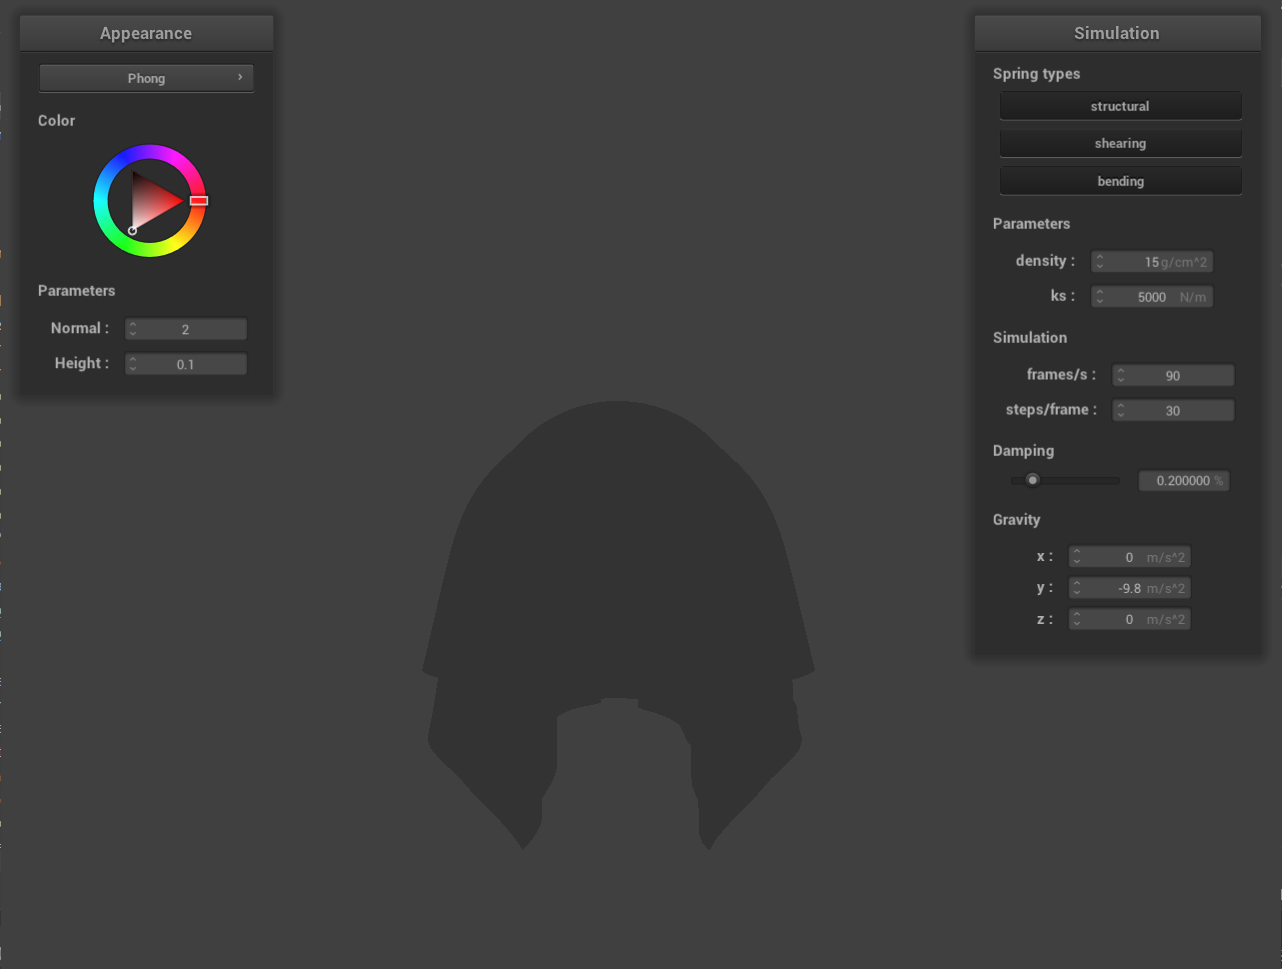 Appearance
Phong
Color
Parameters
Normal : 2
Height : 0.1
Simulation
Spring types
structural
shearing
bending
Parameters
density : 15 g/cm^2
ks : 5000 N/m
Simulation
frames/s : 90
steps/frame : 30
Damping
0.200000 %
Gravity
x : 0 m/s^2
y : -9.8 m/s^2
z : 0 m/s^2